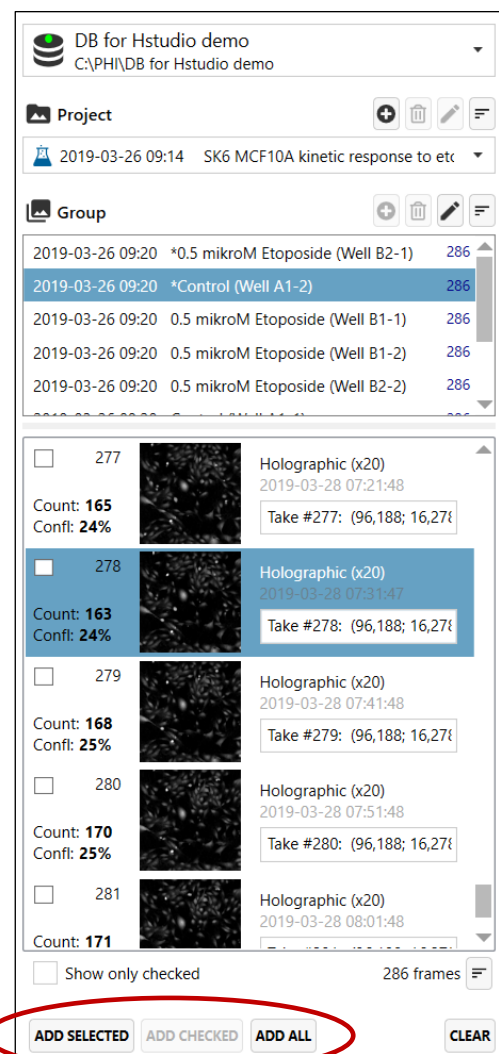 DB for Hstudio demo
C:\PHI\DB for Hstudio demo
Project
2019-03-26 09:14 SK6 MCF10A kinetic response to etc
Group
2019-03-26 09:20 *0.5 mikroM Etoposide (Well B2-1) 286
2019-03-26 09:20 *Control (Well A1-2) 286
2019-03-26 09:20 0.5 mikroM Etoposide (Well B1-1) 286
2019-03-26 09:20 0.5 mikroM Etoposide (Well B1-2) 286
2019-03-26 09:20 0.5 mikroM Etoposide (Well B2-2) 286
277
Holographic (x20)
2019-03-28 07:21:48
Count: 165
Take #277: (96,188; 16,278
Confl: 24%
278
Holographic (x20)
2019-03-28 07:31:47
Count: 163
Take #278: (96,188; 16,278
Confl: 24%
279
Holographic (x20)
2019-03-28 07:41:48
Count: 168
Take #279: (96,188; 16,278
Confl: 25%
280
Holographic (x20)
2019-03-28 07:51:48
Count: 170
Take #280: (96,188; 16,278
Confl: 25%
281
Holographic (x20)
2019-03-28 08:01:48
Count: 171
Show only checked 286 frames
ADD SELECTED ADD CHECKED ADD ALL CLEAR